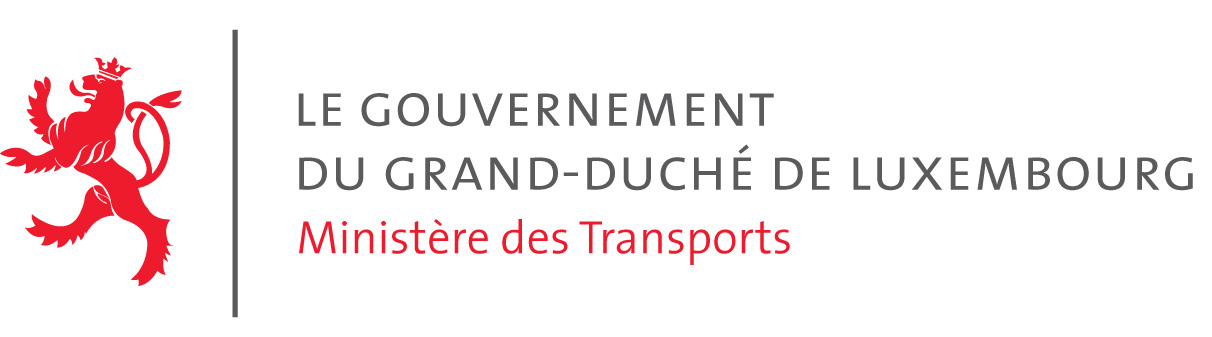 LE GOUVERNEMENT
DU GRAND-DUCHÉ DE LUXEMBOURG
Ministère des Transports